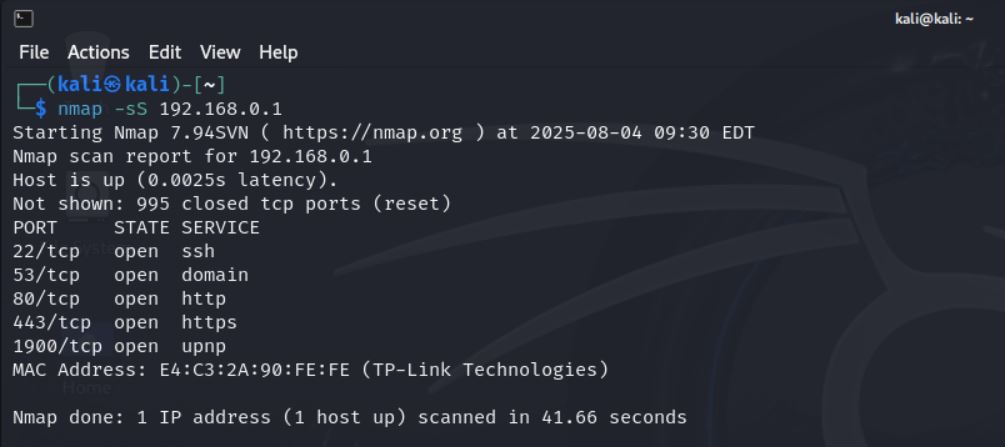 kali@kali: ~
File Actions Edit View Help
┌──(kali㉿kali)-[~]
└─$ nmap -sS 192.168.0.1
Starting Nmap 7.94SVN ( https://nmap.org ) at 2025-08-04 09:30 EDT
Nmap scan report for 192.168.0.1
Host is up (0.0025s latency).
Not shown: 995 closed tcp ports (reset)
PORT     STATE SERVICE
22/tcp   open  ssh
53/tcp   open  domain
80/tcp   open  http
443/tcp  open  https
1900/tcp open  upnp
MAC Address: E4:C3:2A:90:FE:FE (TP-Link Technologies)
Home
Nmap done: 1 IP address (1 host up) scanned in 41.66 seconds